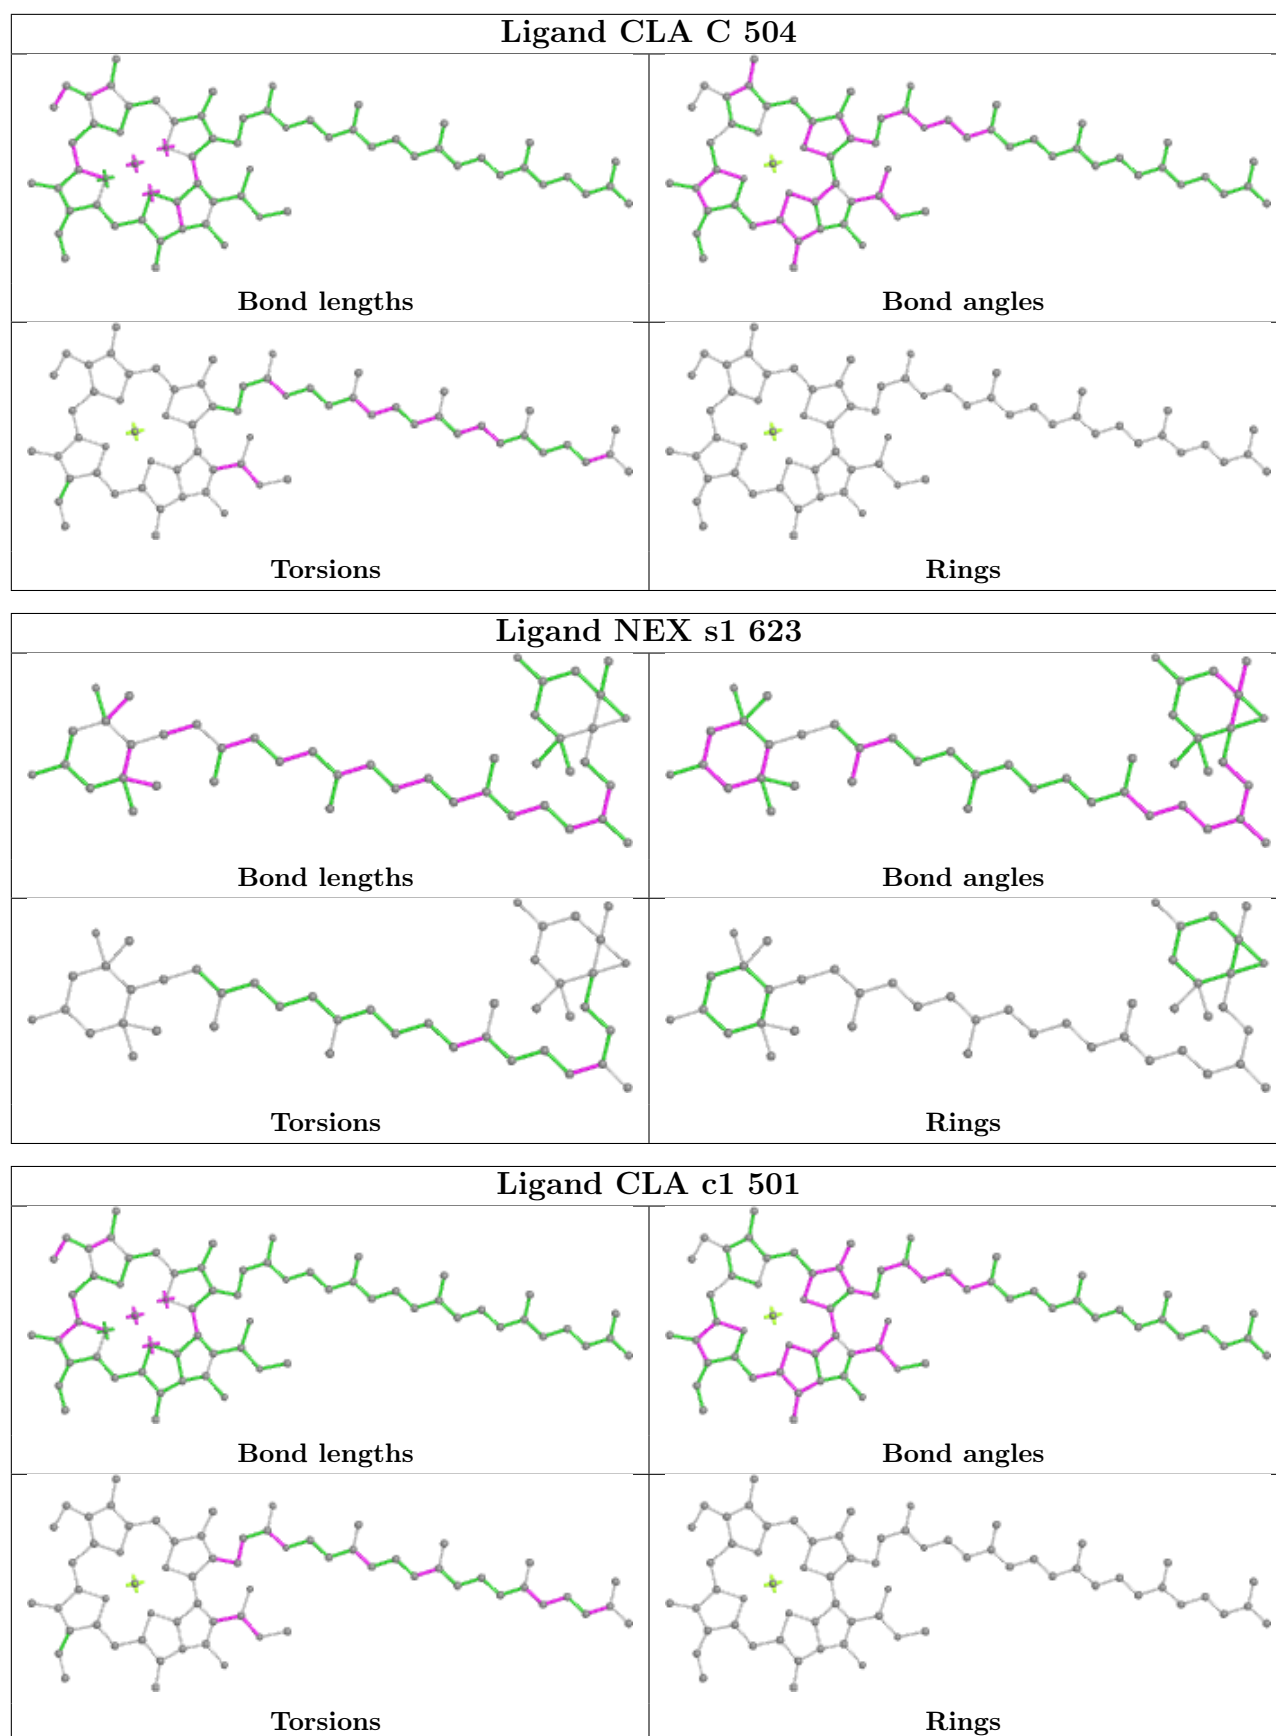 Ligand CLA C 504
Bond lengths
Bond angles
Torsions
Rings
Ligand NEX s1 623
Bond lengths
Bond angles
Torsions
Rings
Ligand CLA c1 501
Bond lengths
Bond angles
Torsions
Rings